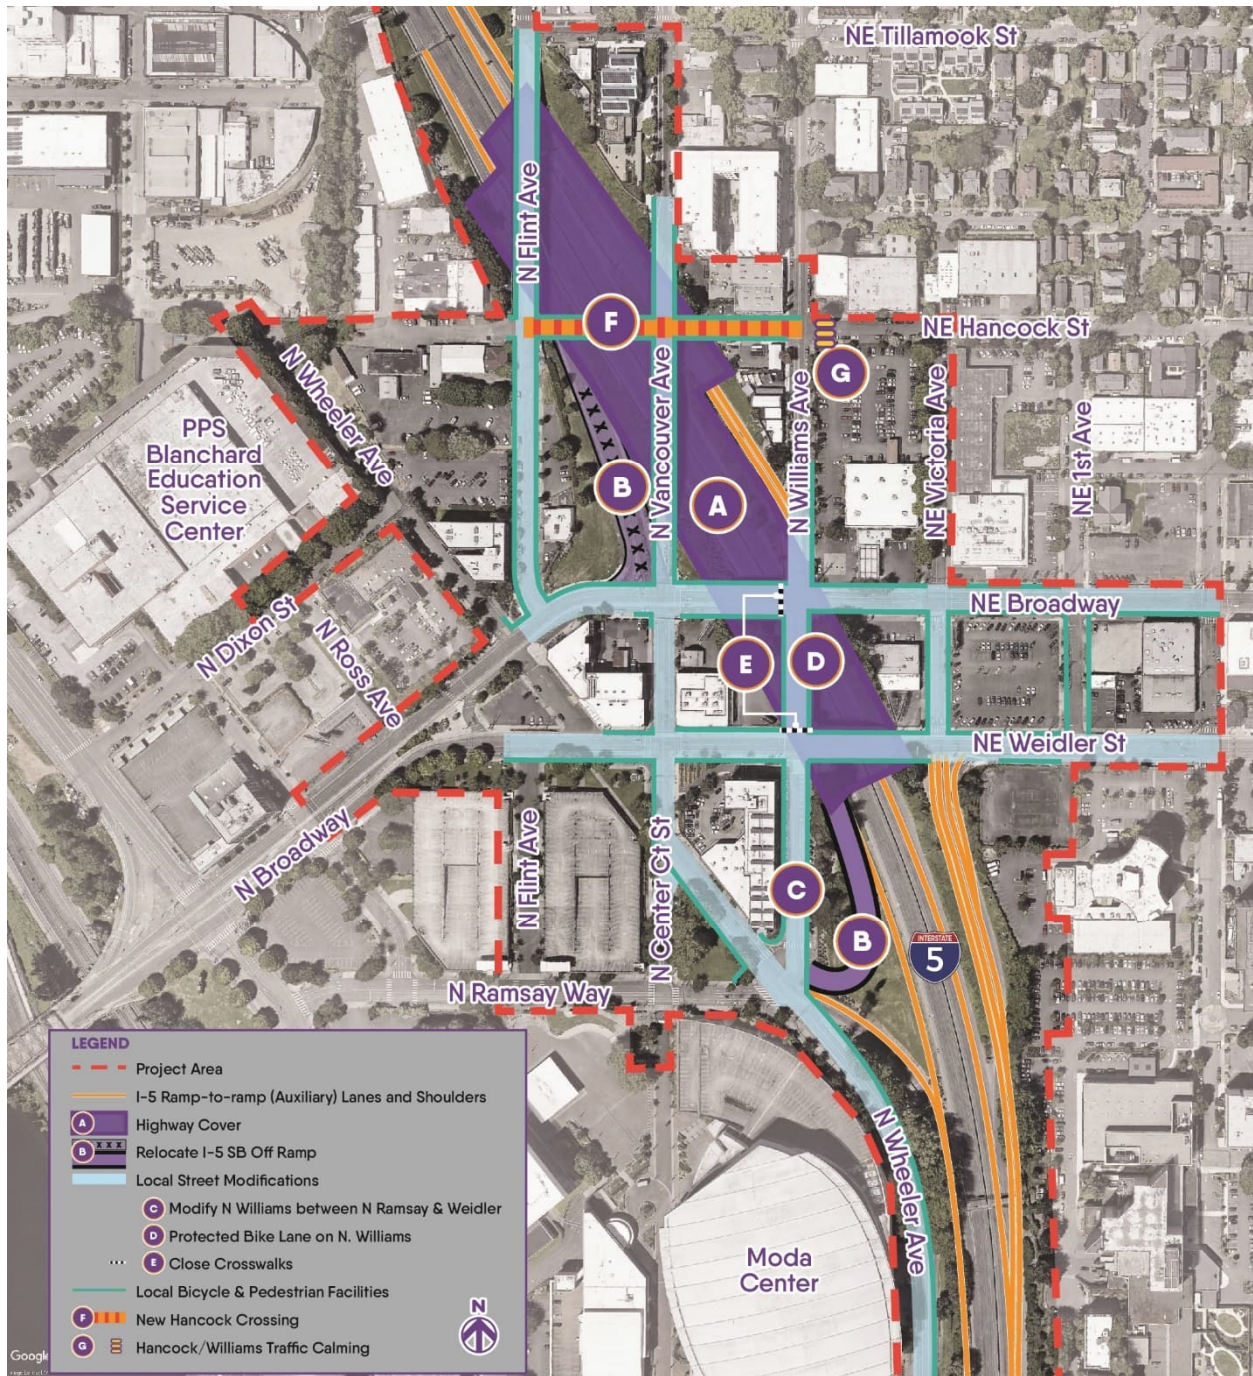 NE Tillamook St
N Flint Ave
F
NE Hancock St
G
N Wheeler Ave
N Vancouver Ave
N Williams Ave
NE Victoria Ave
NE 1st Ave
PPS
Blanchard
Education
Service
Center
B
A
N Dixon St
N Ross Ave
NE Broadway
E
D
NE Weidler St
N Broadway
N Flint Ave
N Center Ct St
C
B
INTERSTATE
5
N Ramsay Way
N Wheeler Ave
Moda
Center
LEGEND
Project Area
I-5 Ramp-to-ramp (Auxiliary) Lanes and Shoulders
A Highway Cover
B x x x x Relocate I-5 SB Off Ramp
Local Street Modifications
C Modify N Williams between N Ramsay & Weidler
D Protected Bike Lane on N. Williams
E Close Crosswalks
Local Bicycle & Pedestrian Facilities
F New Hancock Crossing
G Hancock/Williams Traffic Calming
N
Google